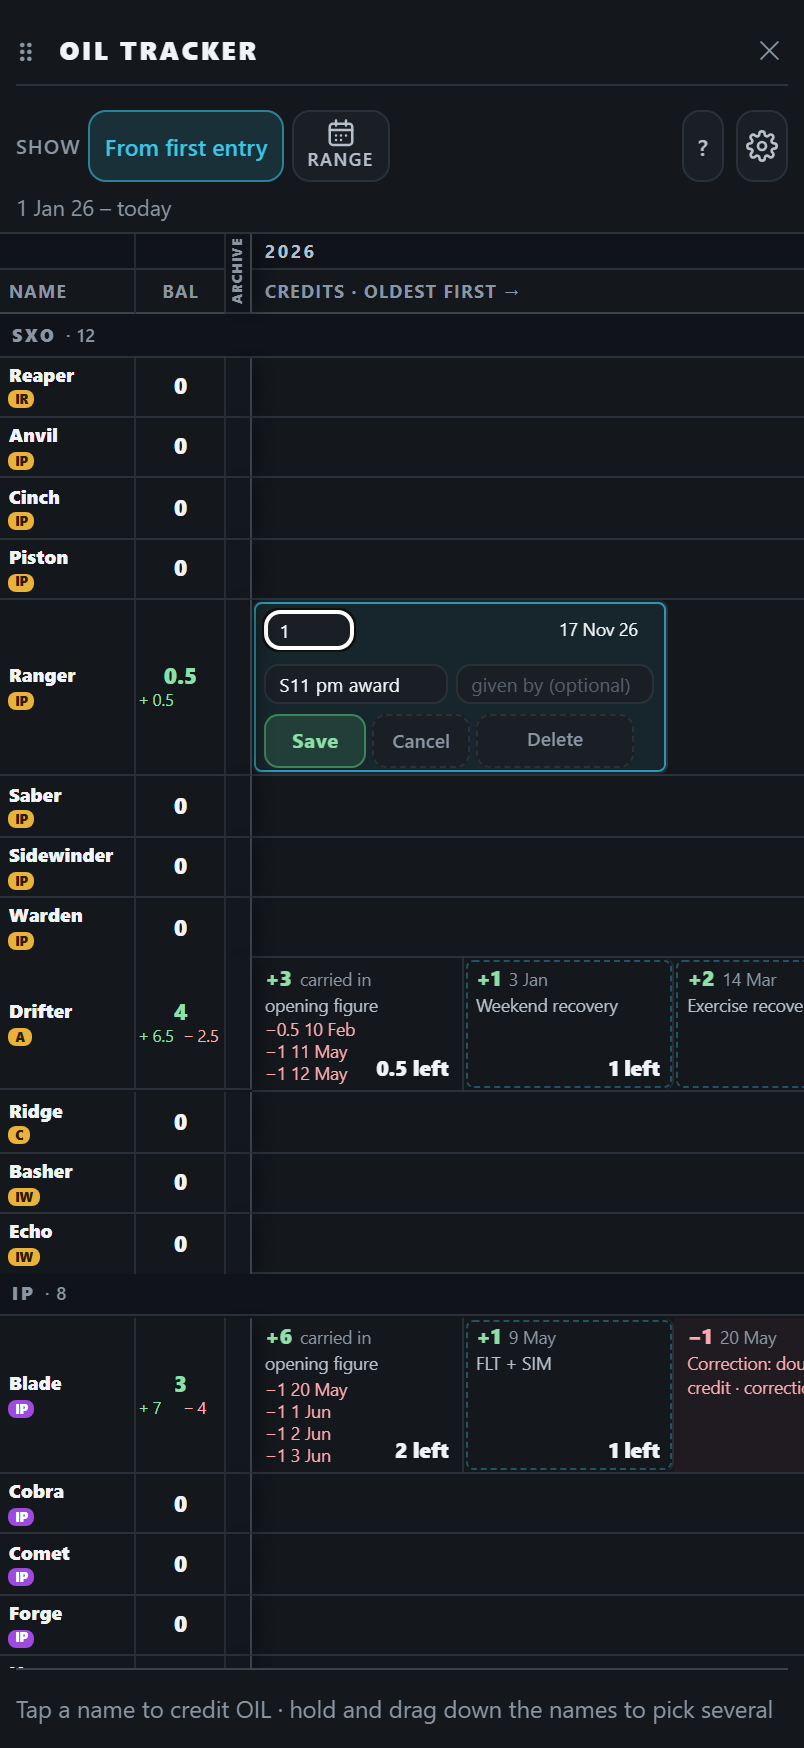 OIL TRACKER
SHOW From first entry RANGE ?
1 Jan 26 – today
ARCHIVE 2026
NAME BAL CREDITS · OLDEST FIRST →
SXO · 12
Reaper 0
IR
Anvil 0
IP
Cinch 0
IP
Piston 0
IP
1 17 Nov 26
Ranger 0.5 S11 pm award given by (optional)
IP + 0.5
Save Cancel Delete
Saber 0
IP
Sidewinder 0
IP
Warden 0
IP
+3 carried in +1 3 Jan +2 14 Mar
Drifter 4 opening figure Weekend recovery Exercise recove
A + 6.5 − 2.5 −0.5 10 Feb
−1 11 May
−1 12 May 0.5 left 1 left
Ridge 0
C
Basher 0
IW
Echo 0
IW
IP · 8
+6 carried in +1 9 May −1 20 May
opening figure FLT + SIM Correction: dou
Blade 3 −1 20 May credit · correctio
IP + 7 − 4 −1 1 Jun
−1 2 Jun
−1 3 Jun 2 left 1 left
Cobra 0
IP
Comet 0
IP
Forge 0
IP
Tap a name to credit OIL · hold and drag down the names to pick several